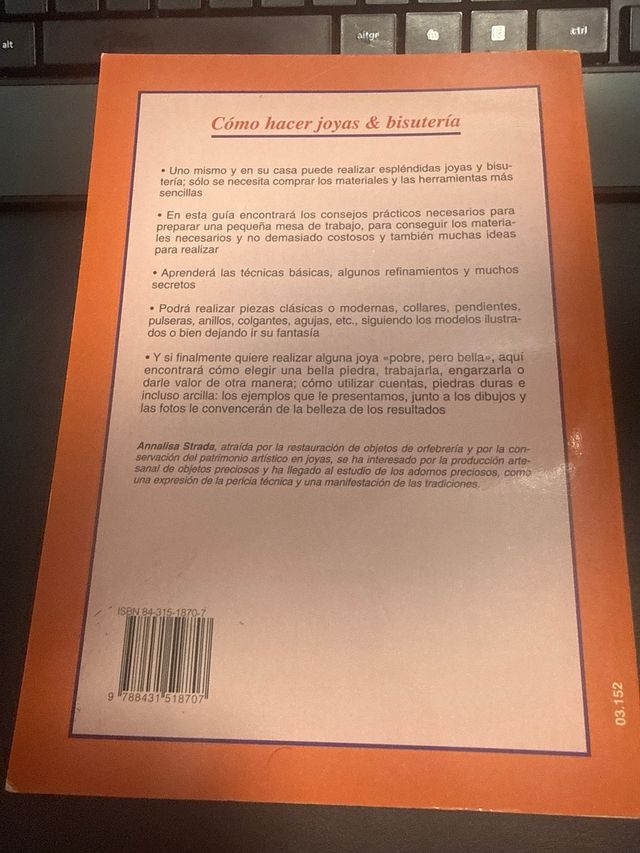 alt
altgr
ctrl
Cómo hacer joyas & bisutería
• Uno mismo y en su casa puede realizar espléndidas joyas y bisu-
tería; sólo se necesita comprar los materiales y las herramientas más
sencillas
• En esta guía encontrará los consejos prácticos necesarios para
preparar una pequeña mesa de trabajo, para conseguir los materia-
les necesarios y no demasiado costosos y también muchas ideas
para realizar
• Aprenderá las técnicas básicas, algunos refinamientos y muchos
secretos
• Podrá realizar piezas clásicas o modernas, collares, pendientes,
pulseras, anillos, colgantes, agujas, etc., siguiendo los modelos ilustra-
dos o bien dejando ir su fantasía
• Y si finalmente quiere realizar alguna joya «pobre, pero bella», aquí
encontrará cómo elegir una bella piedra, trabajarla, engarzarla o
darle valor de otra manera; cómo utilizar cuentas, piedras duras e
incluso arcilla: los ejemplos que le presentamos, junto a los dibujos y
las fotos le convencerán de la belleza de los resultados
Annalisa Strada, atraída por la restauración de objetos de orfebrería y por la con-
servación del patrimonio artístico en joyas, se ha interesado por la producción arte-
sanal de objetos preciosos y ha llegado al estudio de los adornos preciosos, como
una expresión de la pericia técnica y una manifestación de las tradiciones.
ISBN 84-315-1870-7
9 788431 518707
03.152